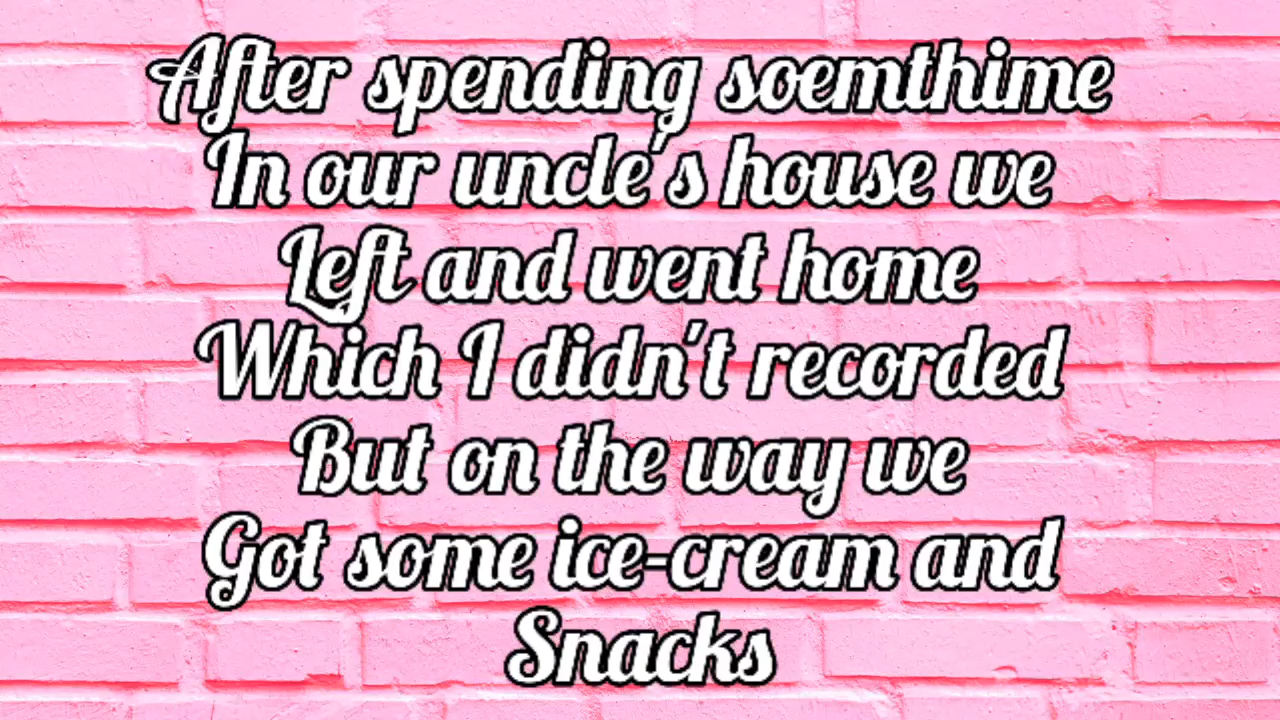 After spending soemthime
In our uncle's house we
Left and went home
Which I didn't recorded
But on the way we
Got some ice-cream and
Snacks